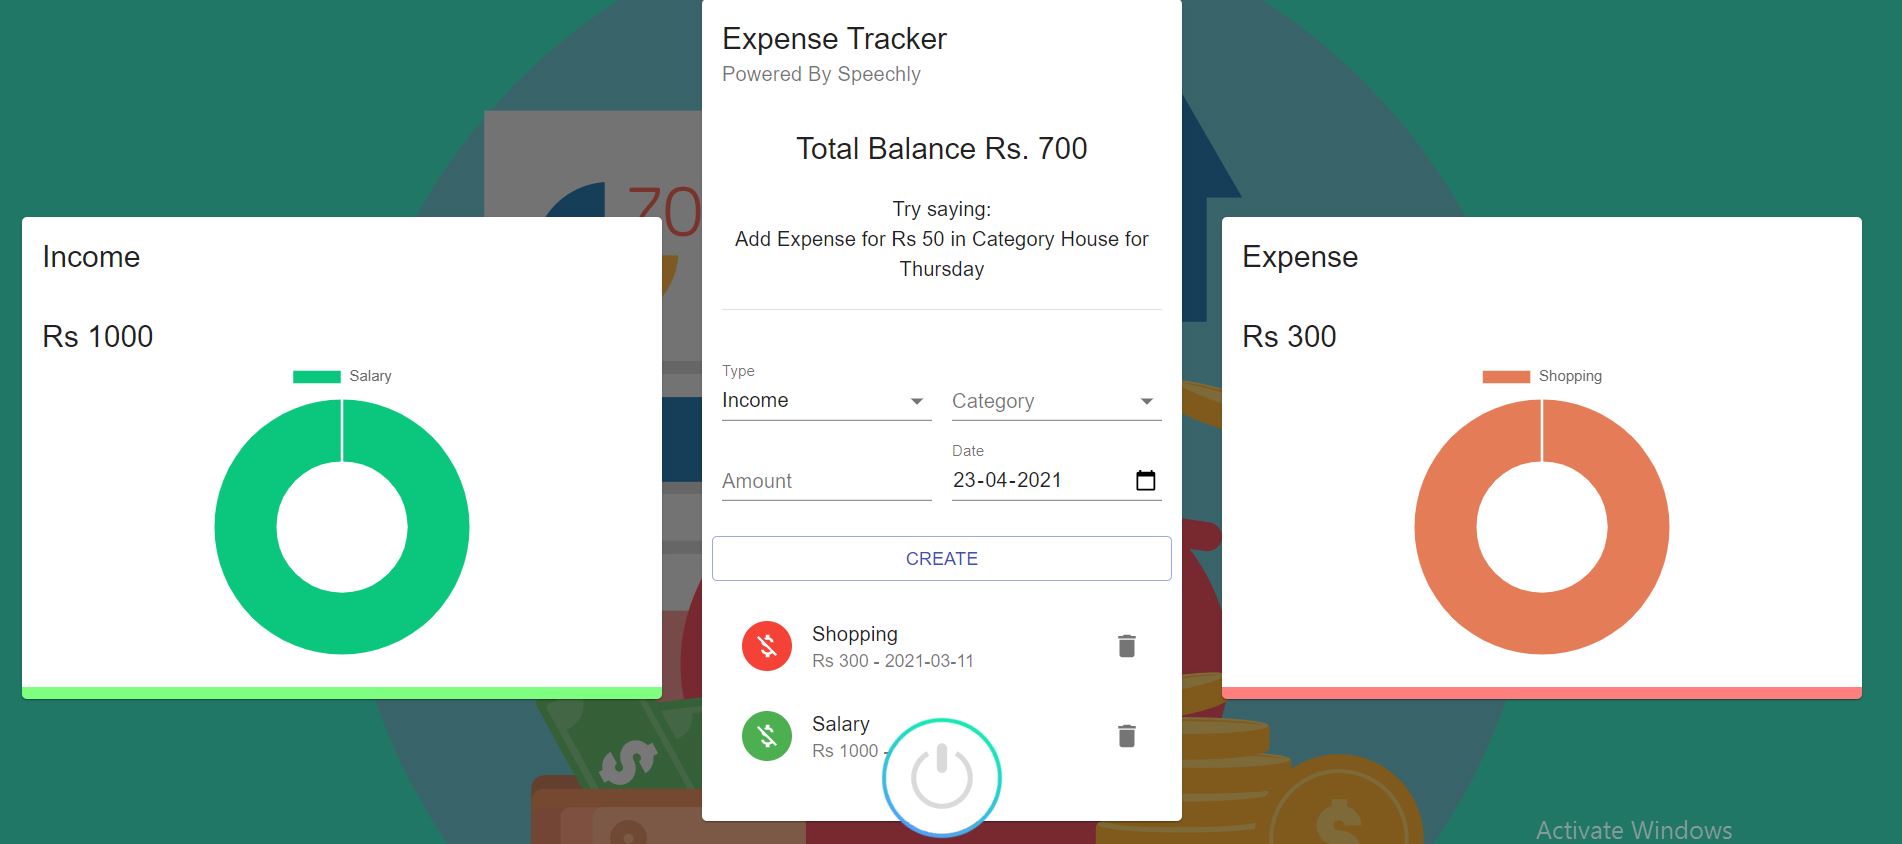 Expense Tracker
Powered By Speechly
Total Balance Rs. 700
Try saying:
Add Expense for Rs 50 in Category House for
Thursday
70
Income
Rs 1000
Salary
Type
Income
Category
Amount
Date
23-04-2021
CREATE
Shopping
Rs 300 - 2021-03-11
Salary
Rs 1000 -
Expense
Rs 300
Shopping
$
$
Activate Windows